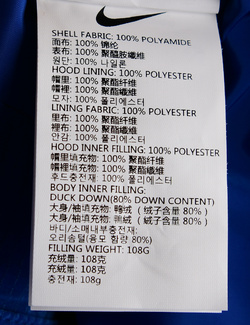 SHELL FABRIC: 100% POLYAMIDE
面布: 100% 锦纶
表布: 100% 聚醯胺纖維
원단: 100% 나일론
HOOD LINING: 100% POLYESTER
帽里: 100% 聚酯纤维
帽裡: 100% 聚酯纖維
모자: 100% 폴리에스터
LINING FABRIC: 100% POLYESTER
里布: 100% 聚酯纤维
裡布: 100% 聚酯纖維
안감: 100% 폴리에스터
HOOD INNER FILLING: 100% POLYESTER
帽里填充物: 100% 聚酯纤维
帽裡填充物: 100% 聚酯纖維
후드충전재: 100% 폴리에스터
BODY INNER FILLING:
DUCK DOWN(80% DOWN CONTENT)
大身/袖填充物: 鸭绒 (绒子含量 80%)
大身/袖填充物: 鴨絨 (絨子含量 80%)
바디/소매내부충전재:
오리솜털(용모 함량 80%)
FILLING WEIGHT: 108G
充绒量: 108克
充絨量: 108克
충전재: 108g